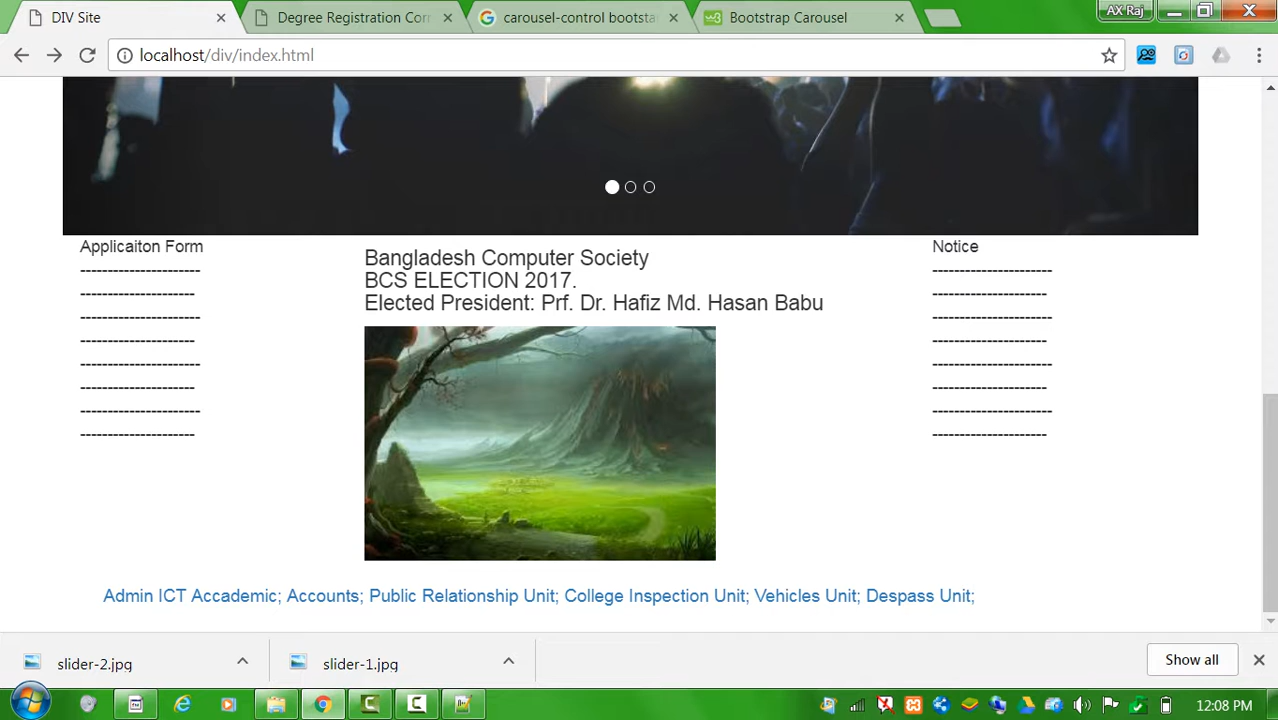 DIV Site
Degree Registration Cor
carousel-control bootsta
Bootstrap Carousel
AX Raj
localhost/div/index.html
Applicaiton Form
----------------------
---------------------
----------------------
---------------------
----------------------
---------------------
----------------------
---------------------
Bangladesh Computer Society
BCS ELECTION 2017.
Elected President: Prf. Dr. Hafiz Md. Hasan Babu
Notice
----------------------
---------------------
----------------------
---------------------
----------------------
---------------------
----------------------
---------------------
Admin ICT Accademic; Accounts; Public Relationship Unit; College Inspection Unit; Vehicles Unit; Despass Unit;
slider-2.jpg
slider-1.jpg
Show all
12:08 PM